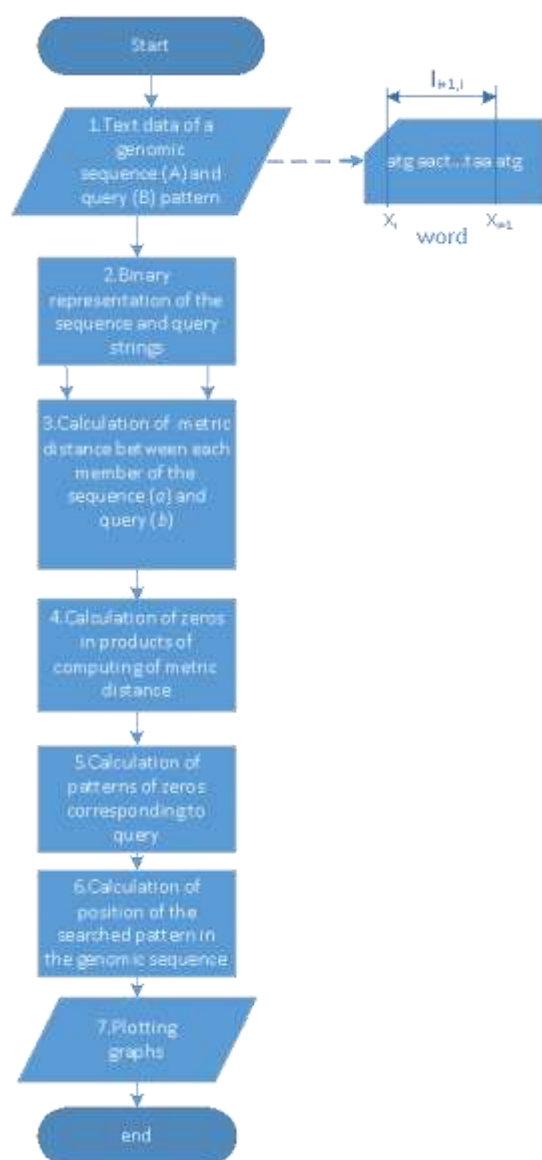 Start
1.Text data of a
genomic
sequence (A) and
query (B) pattern
l i+1,i
atg aact...taa atg
Xi Xi+1
word
2.Binary
representation of the
sequence and query
strings
3.Calculation of metric
distance between each
member of the
sequence (a) and
query (b)
4.Calculation of zeros
in products of
computing of metric
distance
5.Calculation of
patterns of zeros
corresponding to
query
6.Calculation of
position of the
searched pattern in
the genomic sequence
7.Plotting
graphs
end